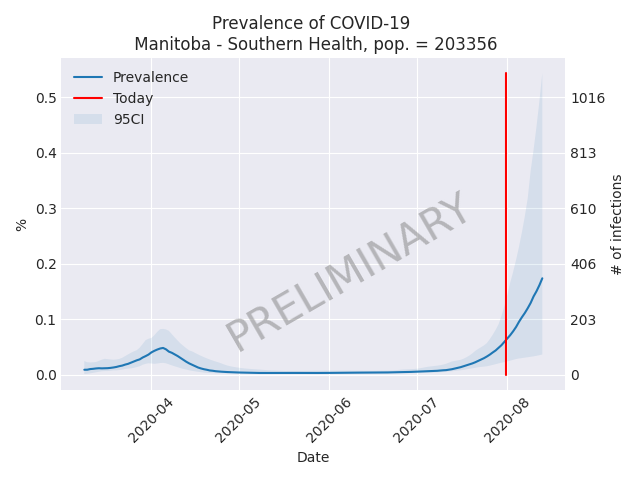 Prevalence of COVID-19
Manitoba - Southern Health, pop. = 203356
Prevalence
Today
95CI
0.5
0.4
0.3
0.2
0.1
0.0
%
1016
813
610
406
203
0
# of infections
PRELIMINARY
2020-04
2020-05
2020-06
2020-07
2020-08
Date